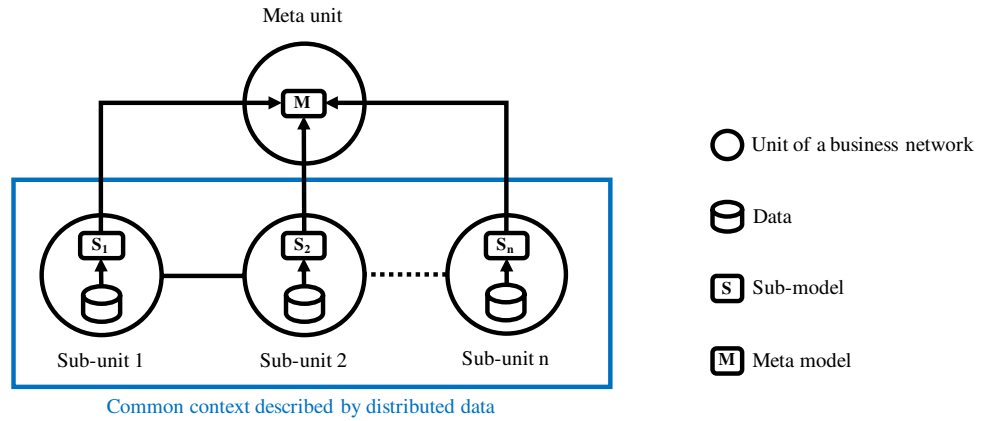 Meta unit
M
Unit of a business network
Data
S₁
S₂
Sₙ
S Sub-model
Sub-unit 1
Sub-unit 2
Sub-unit n
M Meta model
Common context described by distributed data